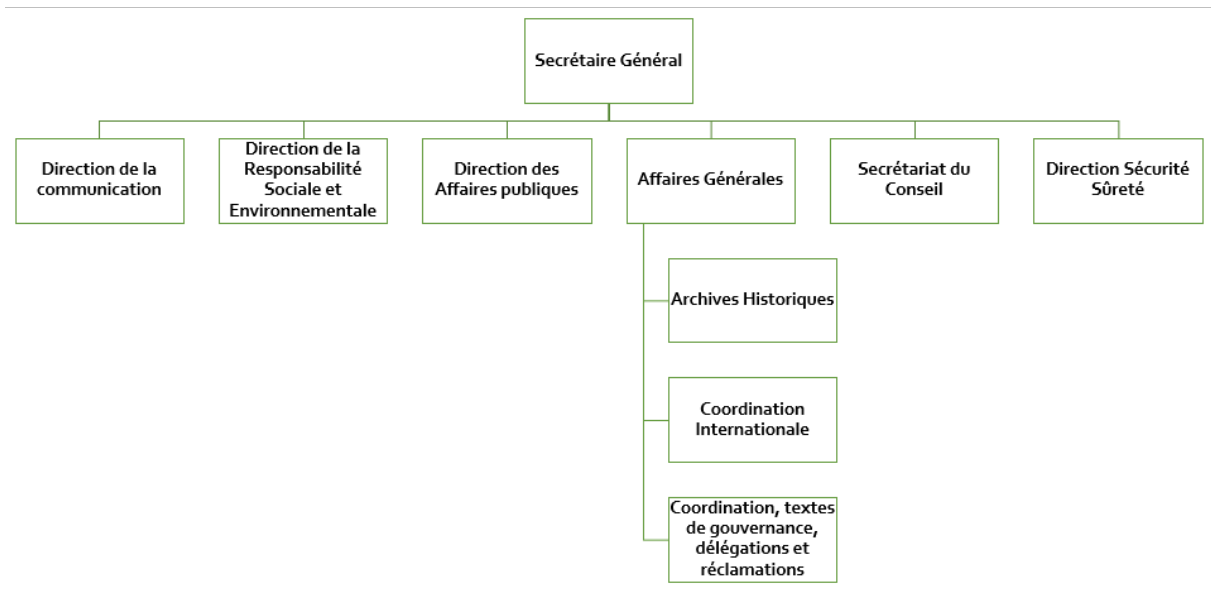 Secrétaire Général
Direction de la
communication
Direction de la
Responsabilité
Sociale et
Environnementale
Direction des
Affaires publiques
Affaires Générales
Secrétariat du
Conseil
Direction Sécurité
Sûreté
Archives Historiques
Coordination
Internationale
Coordination, textes
de gouvernance,
délégations et
réclamations